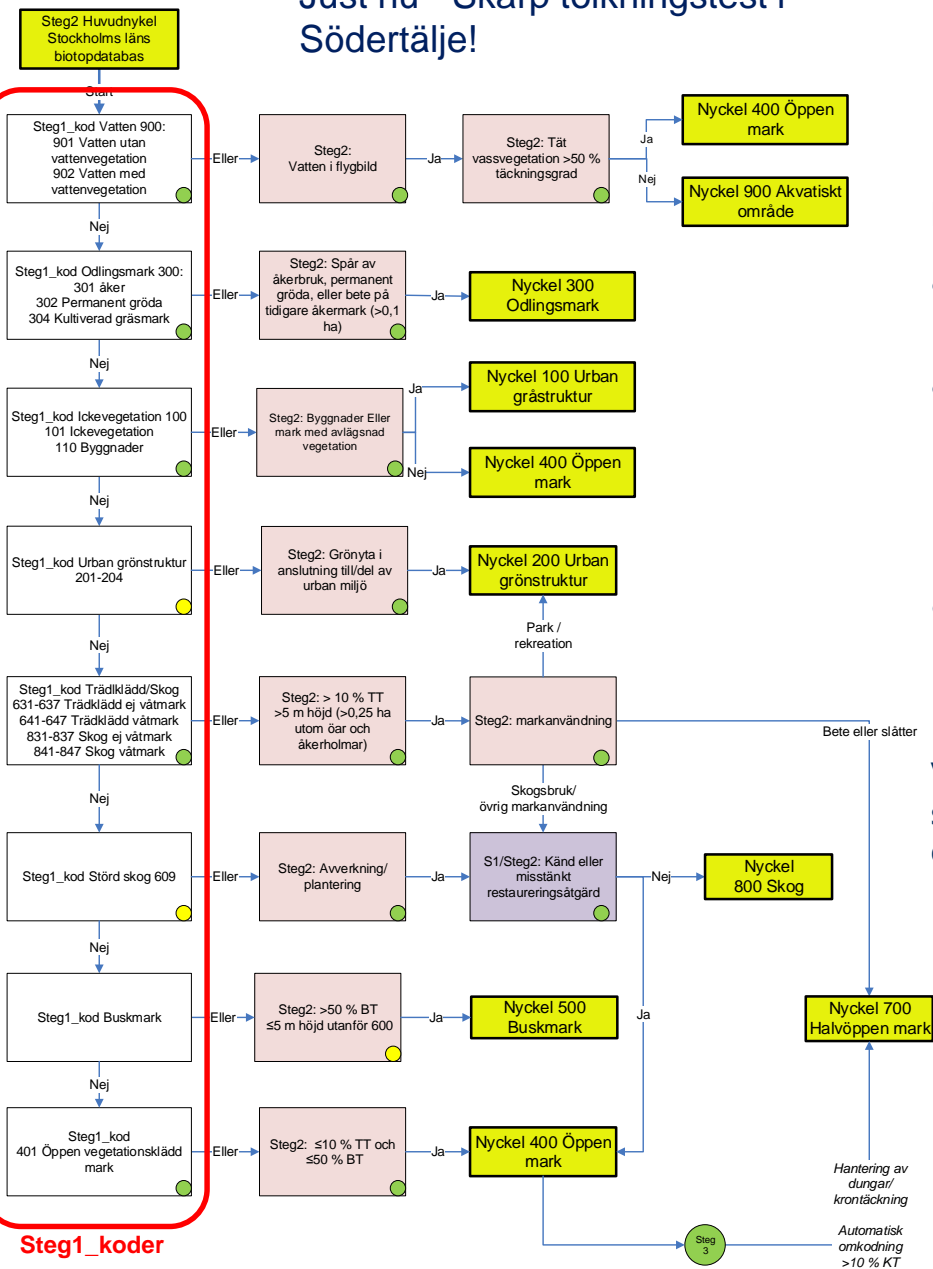 Just nu - Skarp tolkningstest i
Södertälje!
Steg2 Huvudnykel
Stockholms läns
biotopdatabas
Start
Steg1_kod Vatten 900:
901 Vatten utan
vattenvegetation
902 Vatten med
vattenvegetation
Eller
Steg2:
Vatten i flygbild
Ja
Steg2: Tät
vassvegetation >50 %
täckningsgrad
Ja
Nej
Nyckel 400 Öppen
mark
Nyckel 900 Akvatiskt
område
Nej
Steg1_kod Odlingsmark 300:
301 åker
302 Permanent gröda
304 Kultiverad gräsmark
Eller
Steg2: Spår av
åkerbruk, permanent
gröda, eller bete på
tidigare åkermark (>0,1
ha)
Ja
Nyckel 300
Odlingsmark
Nej
Steg1_kod Ickevegetation 100
101 Ickevegetation
110 Byggnader
Eller
Steg2: Byggnader Eller
mark med avlägsnad
vegetation
Ja
Nej
Nyckel 100 Urban
gråstruktur
Nyckel 400 Öppen
mark
Nej
Steg1_kod Urban grönstruktur
201-204
Eller
Steg2: Grönyta i
anslutning till/del av
urban miljö
Ja
Nyckel 200 Urban
grönstruktur
Park /
rekreation
Nej
Steg1_kod Trädlklädd/Skog
631-637 Trädklädd ej våtmark
641-647 Trädklädd våtmark
831-837 Skog ej våtmark
841-847 Skog våtmark
Eller
Steg2: > 10 % TT
>5 m höjd (>0,25 ha
utom öar och
åkerholmar)
Ja
Steg2: markanvändning
Bete eller slåtter
Skogsbruk/
övrig markanvändning
Nej
Steg1_kod Störd skog 609
Eller
Steg2: Avverkning/
plantering
Ja
S1/Steg2: Känd eller
misstänkt
restaureringsåtgärd
Nej
Nyckel
800 Skog
Nej
Steg1_kod Buskmark
Eller
Steg2: >50 % BT
≤5 m höjd utanför 600
Ja
Nyckel 500
Buskmark
Ja
Nyckel 700
Halvöppen mark
Nej
Steg1_kod
401 Öppen vegetationsklädd
mark
Eller
Steg2: ≤10 % TT och
≤50 % BT
Ja
Nyckel 400 Öppen
mark
Hantering av
dungar/
krontäckning
Steg
3
Automatisk
omkodning
>10 % KT
Steg1_koder